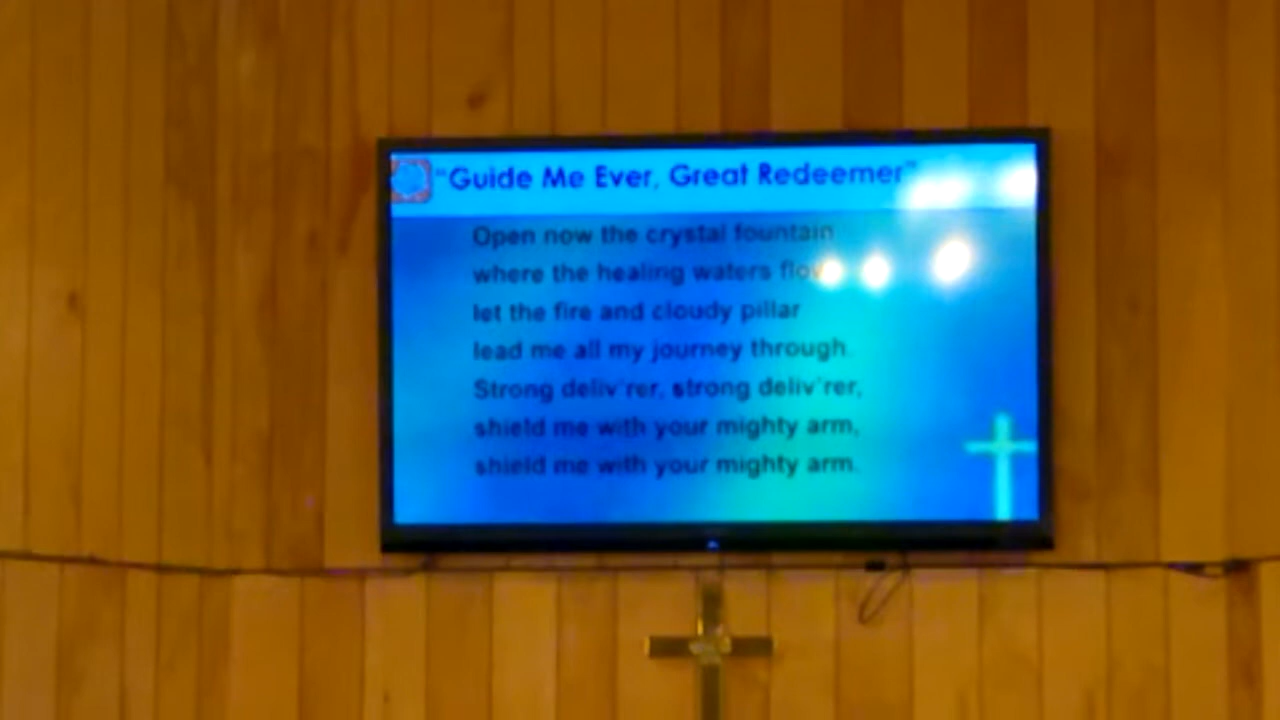 "Guide Me Ever, Great Redeemer"
Open now the crystal fountain
where the healing waters flow
let the fire and cloudy pillar
lead me all my journey through.
Strong deliv'rer, strong deliv'rer,
shield me with your mighty arm,
shield me with your mighty arm.